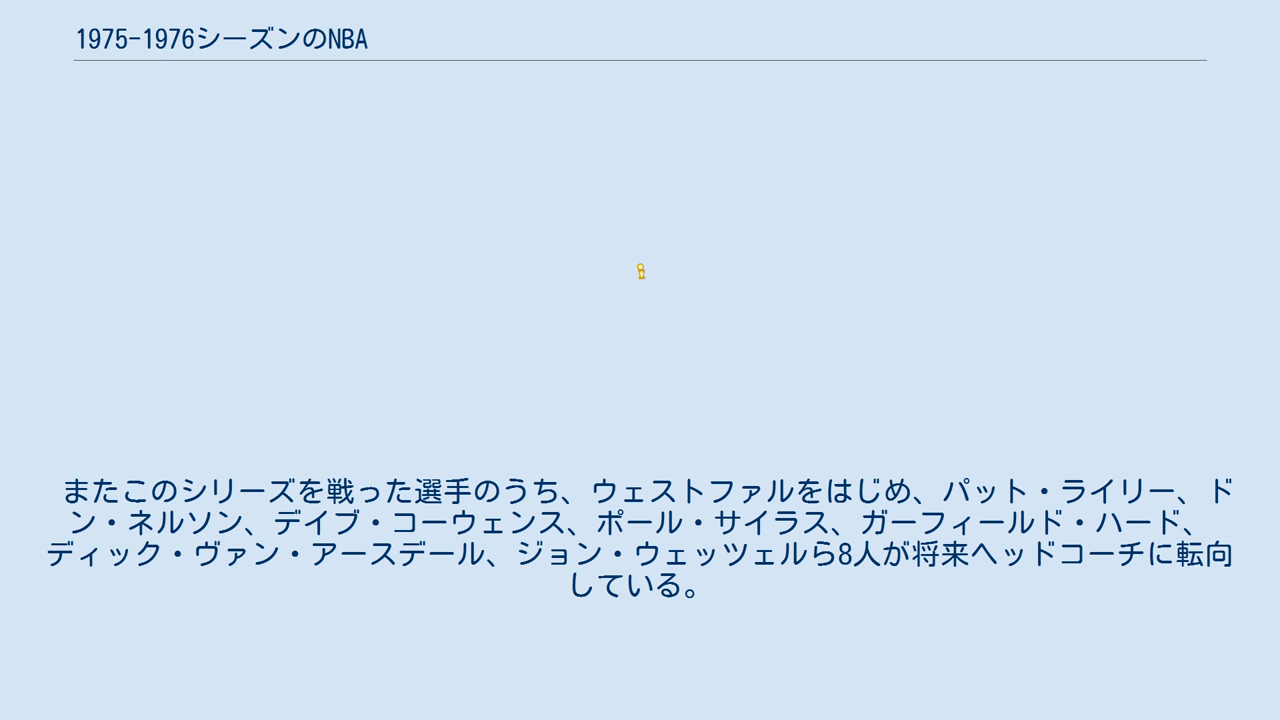 1975-1976シーズンのNBA
またこのシリーズを戦った選手のうち、ウェストファルをはじめ、パット・ライリー、ド
ン・ネルソン、デイブ・コーウェンス、ポール・サイラス、ガーフィールド・ハード、
ディック・ヴァン・アースデール、ジョン・ウェッツェルら8人が将来ヘッドコーチに転向
している。